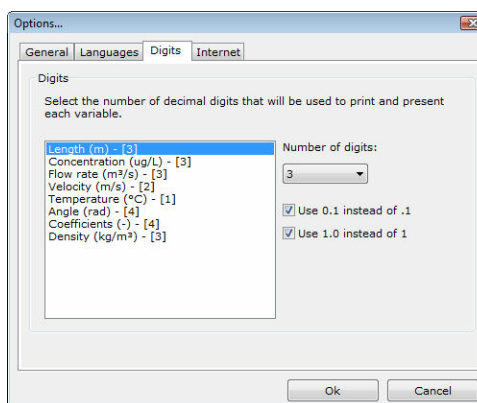 Options...
General Languages Digits Internet
Digits
Select the number of decimal digits that will be used to print and present
each variable.
Length (m) - [3]
Concentration (ug/L) - [3]
Flow rate (m³/s) - [3]
Velocity (m/s) - [2]
Temperature (°C) - [1]
Angle (rad) - [4]
Coefficients (-) - [4]
Density (kg/m³) - [3]
Number of digits:
3
Use 0.1 instead of .1
Use 1.0 instead of 1
Ok Cancel